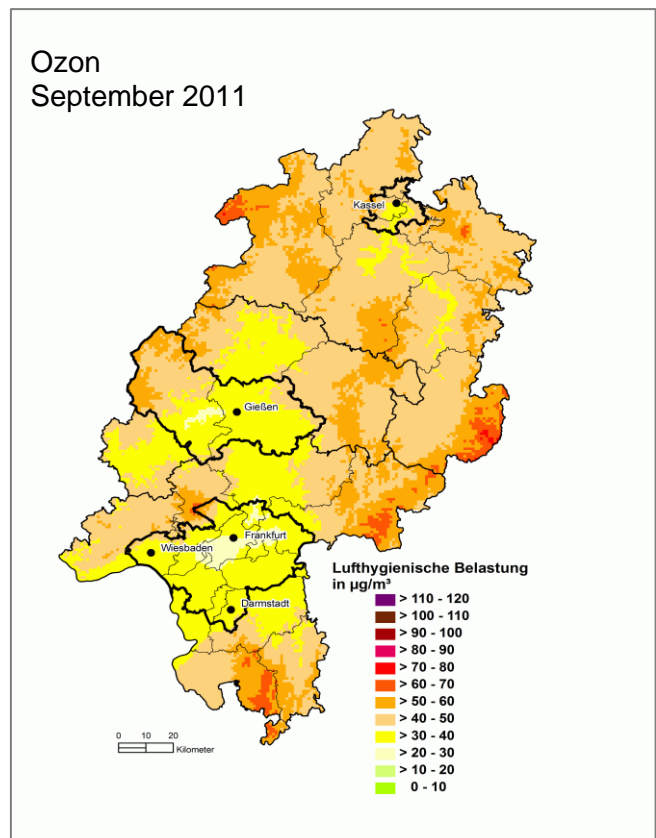 Ozon
September 2011
Kassel
Gießen
Frankfurt
Wiesbaden
Darmstadt
Lufthygienische Belastung
in µg/m³
> 110 - 120
> 100 - 110
> 90 - 100
> 80 - 90
> 70 - 80
> 60 - 70
> 50 - 60
> 40 - 50
> 30 - 40
> 20 - 30
> 10 - 20
0 - 10
0 10 20
Kilometer